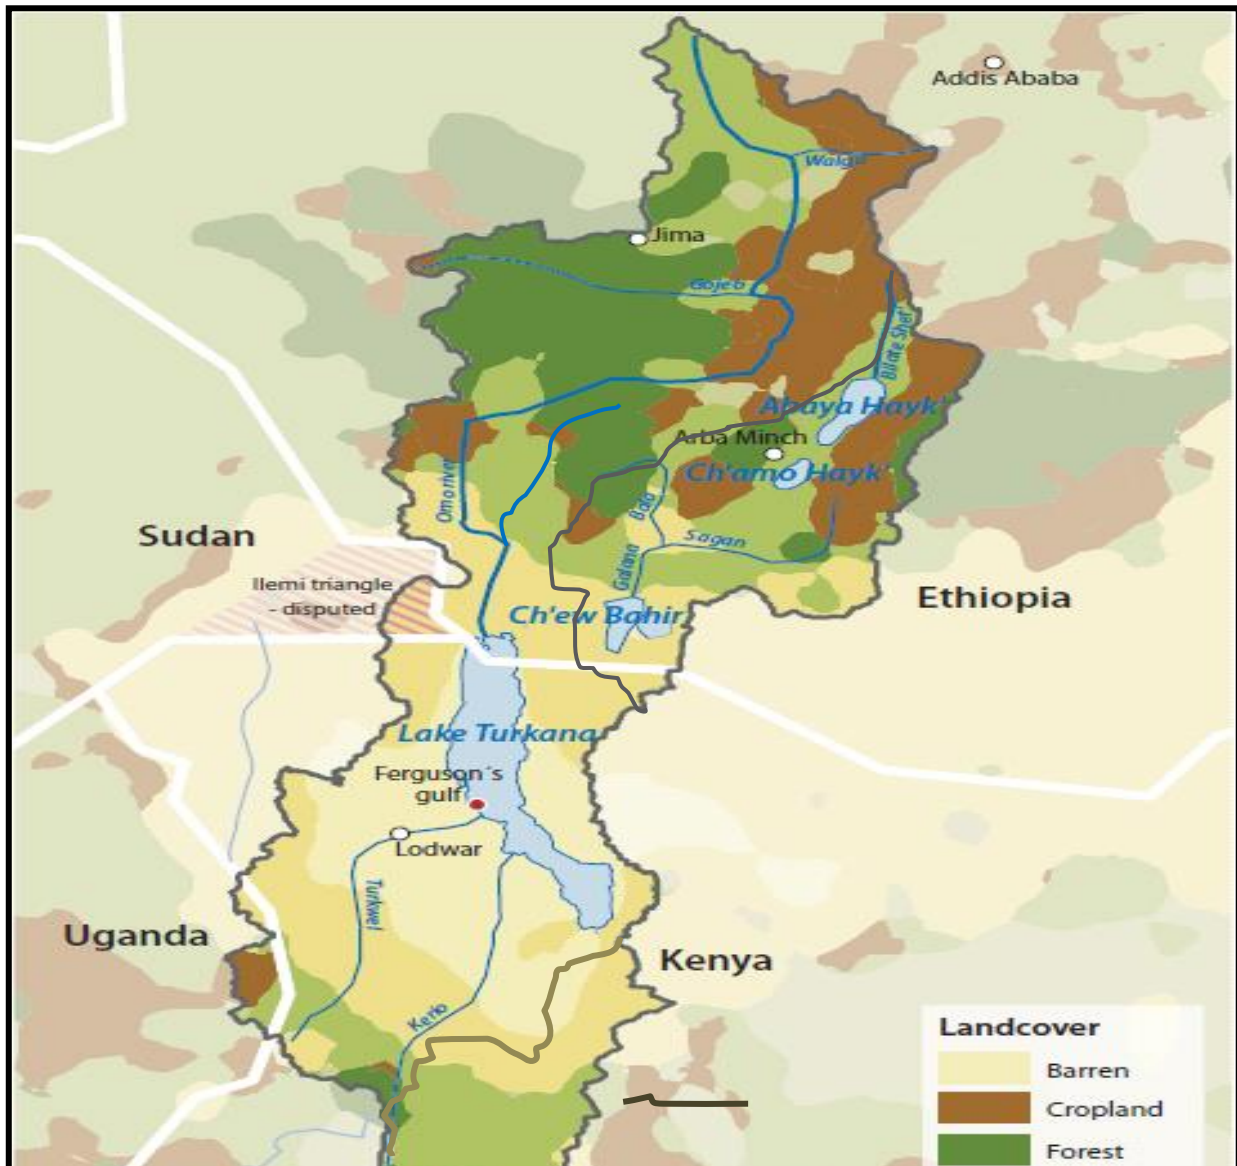 Addis Ababa
Walga
Jima
Gojeb
Bilate Shet'
Abaya Hayk'
Arba Minch
Ch'amo Hayk'
Omo river
Balo
Sagan
Galana
Sudan
Ilemi triangle
- disputed
Ethiopia
Ch'ew Bahir
Lake Turkana
Ferguson´s
gulf
Lodwar
Turkwel
Uganda
Kenya
Kerio
Landcover
Barren
Cropland
Forest